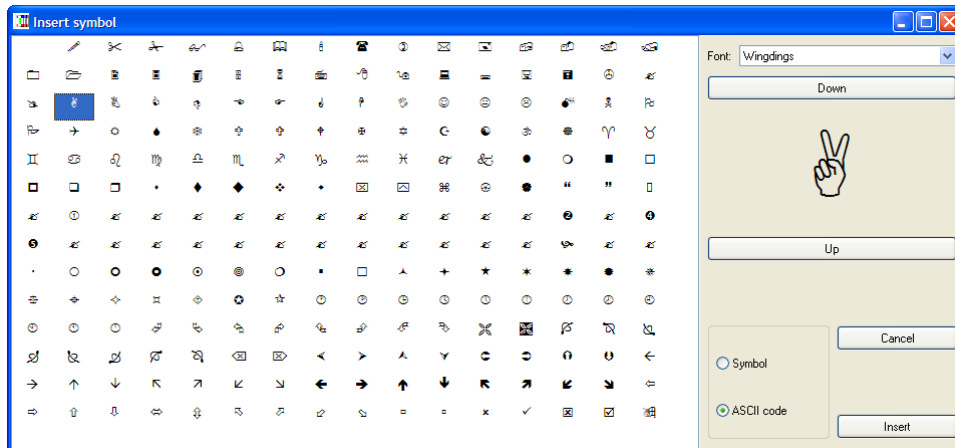 Insert symbol
Font: Wingdings
Down
Up
Cancel
Symbol
ASCII code
Insert